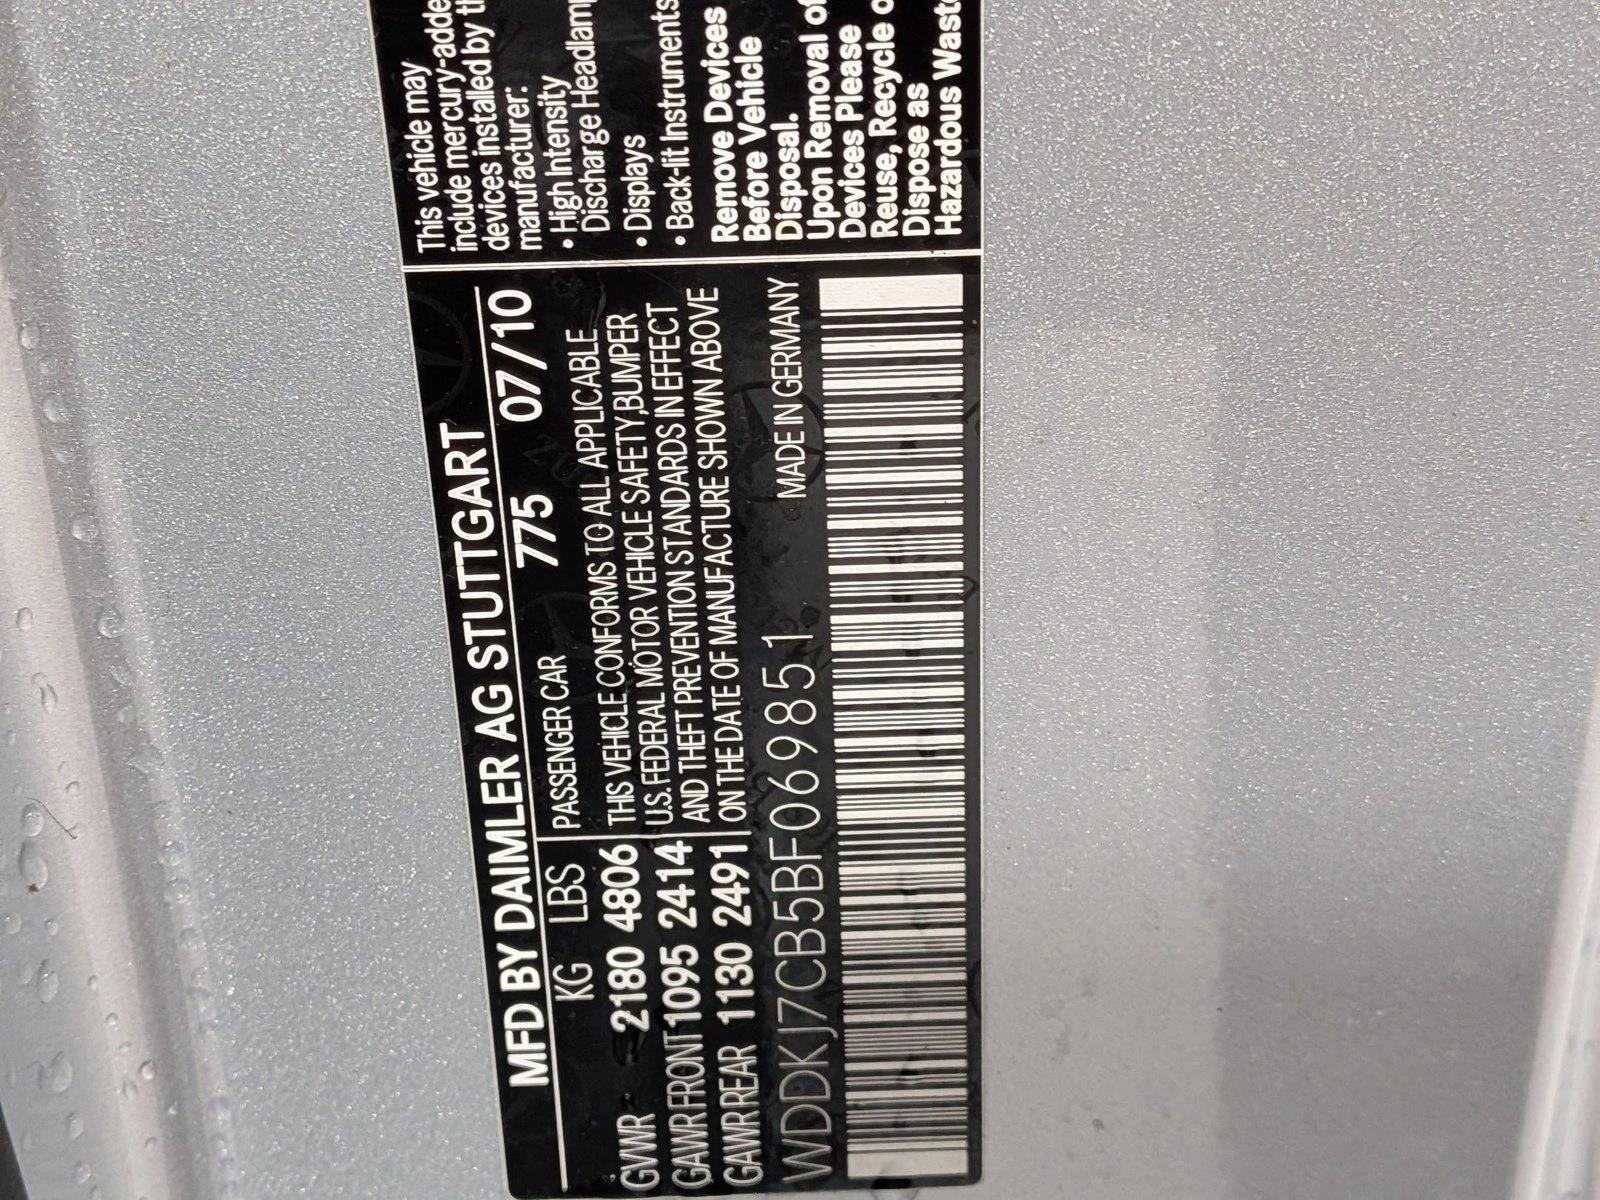 MFD BY DAIMLER AG STUTTGART
775 07/10
KG LBS PASSENGER CAR
GVWR 2180 4806
GAWR FRONT 1095 2414
GAWR REAR 1130 2491
THIS VEHICLE CONFORMS TO ALL APPLICABLE
U.S. FEDERAL MOTOR VEHICLE SAFETY, BUMPER
AND THEFT PREVENTION STANDARDS IN EFFECT
ON THE DATE OF MANUFACTURE SHOWN ABOVE
MADE IN GERMANY
WDDKJ7CB5BF069851
This vehicle may
include mercury-adde
devices installed by th
manufacturer:
• High Intensity
Discharge Headlamp
• Displays
• Back-lit Instruments
Remove Devices
Before Vehicle
Disposal.
Upon Removal of
Devices Please
Reuse, Recycle o
Dispose as
Hazardous Waste